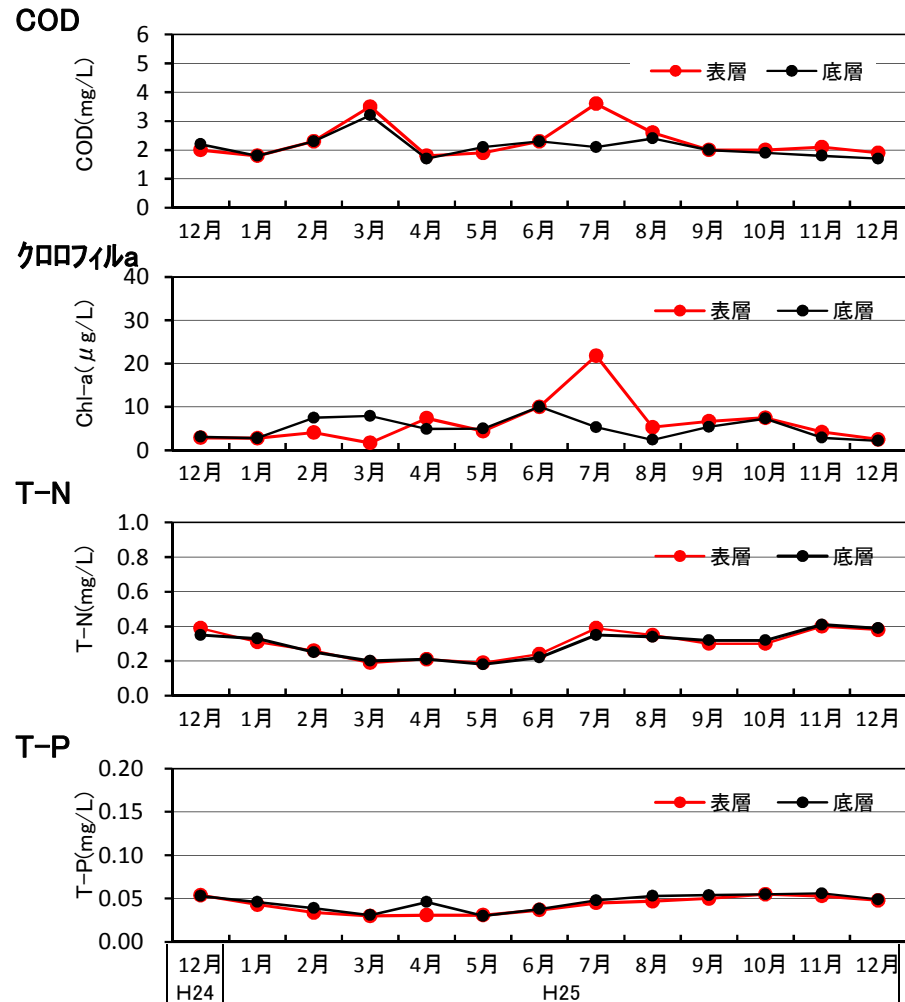 COD
COD(mg/L)
6
5
4
3
2
1
0
表層 底層
12月 1月 2月 3月 4月 5月 6月 7月 8月 9月 10月 11月 12月
ｸﾛﾛﾌｨﾙa
Chl-a(μg/L)
40
30
20
10
0
表層 底層
12月 1月 2月 3月 4月 5月 6月 7月 8月 9月 10月 11月 12月
T-N
T-N(mg/L)
1.0
0.8
0.6
0.4
0.2
0.0
表層 底層
12月 1月 2月 3月 4月 5月 6月 7月 8月 9月 10月 11月 12月
T-P
T-P(mg/L)
0.20
0.15
0.10
0.05
0.00
表層 底層
12月 1月 2月 3月 4月 5月 6月 7月 8月 9月 10月 11月 12月
H24 H25